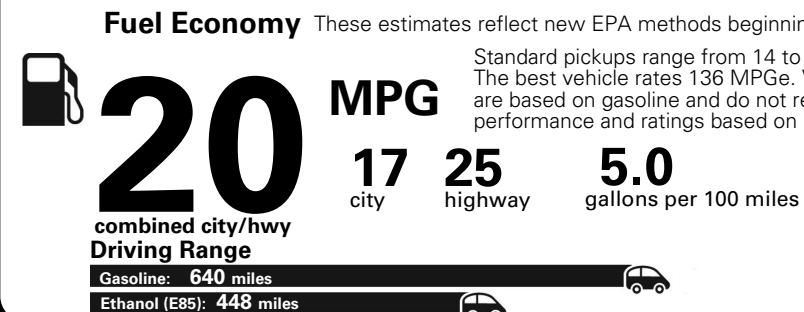 Fuel Economy These estimates reflect new EPA methods beginning
Standard pickups range from 14 to
The best vehicle rates 136 MPGe. V
are based on gasoline and do not re
performance and ratings based on
20 MPG
17 25 5.0
city highway gallons per 100 miles
combined city/hwy
Driving Range
Gasoline: 640 miles
Ethanol (E85): 448 miles